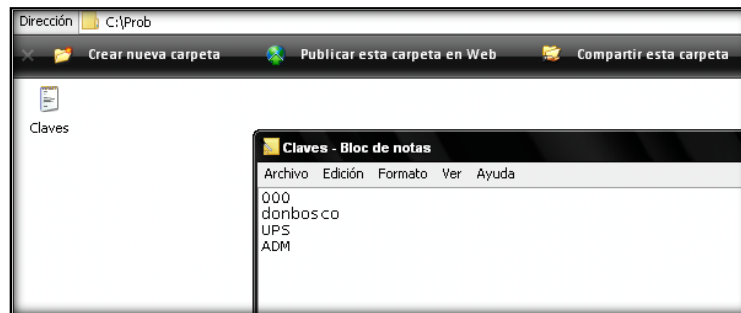 Dirección C:\Prob
Crear nueva carpeta Publicar esta carpeta en Web Compartir esta carpeta
Claves
Claves - Bloc de notas
Archivo Edición Formato Ver Ayuda
000
donbosco
UPS
ADM